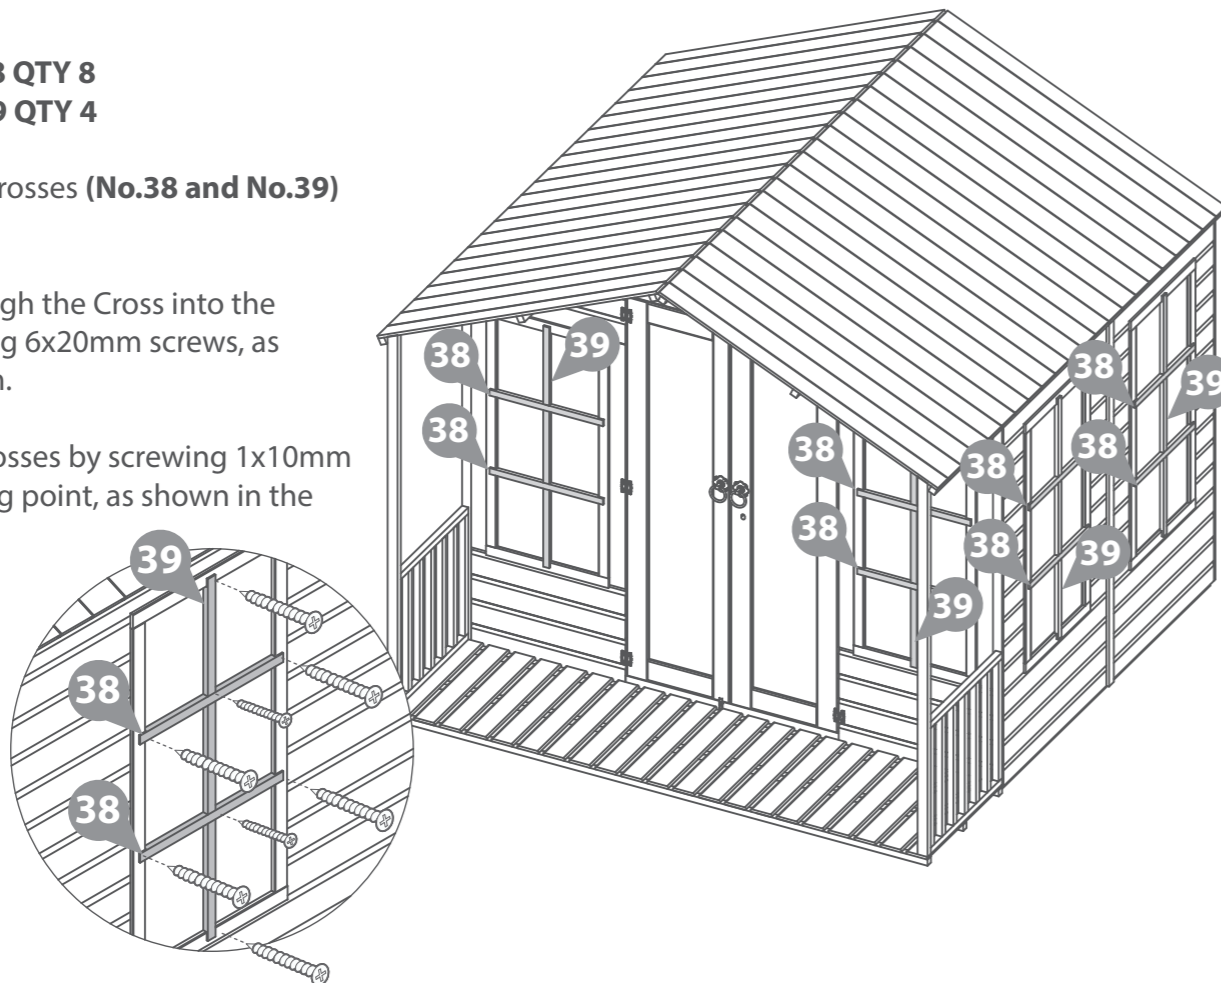 8 QTY 8
9 QTY 4
rosses (No.38 and No.39)
gh the Cross into the
g 6x20mm screws, as
n.
osses by screwing 1x10mm
g point, as shown in the
38
39
38
38
39
38
38
39
38
38
39
38
38
39
39
38
38